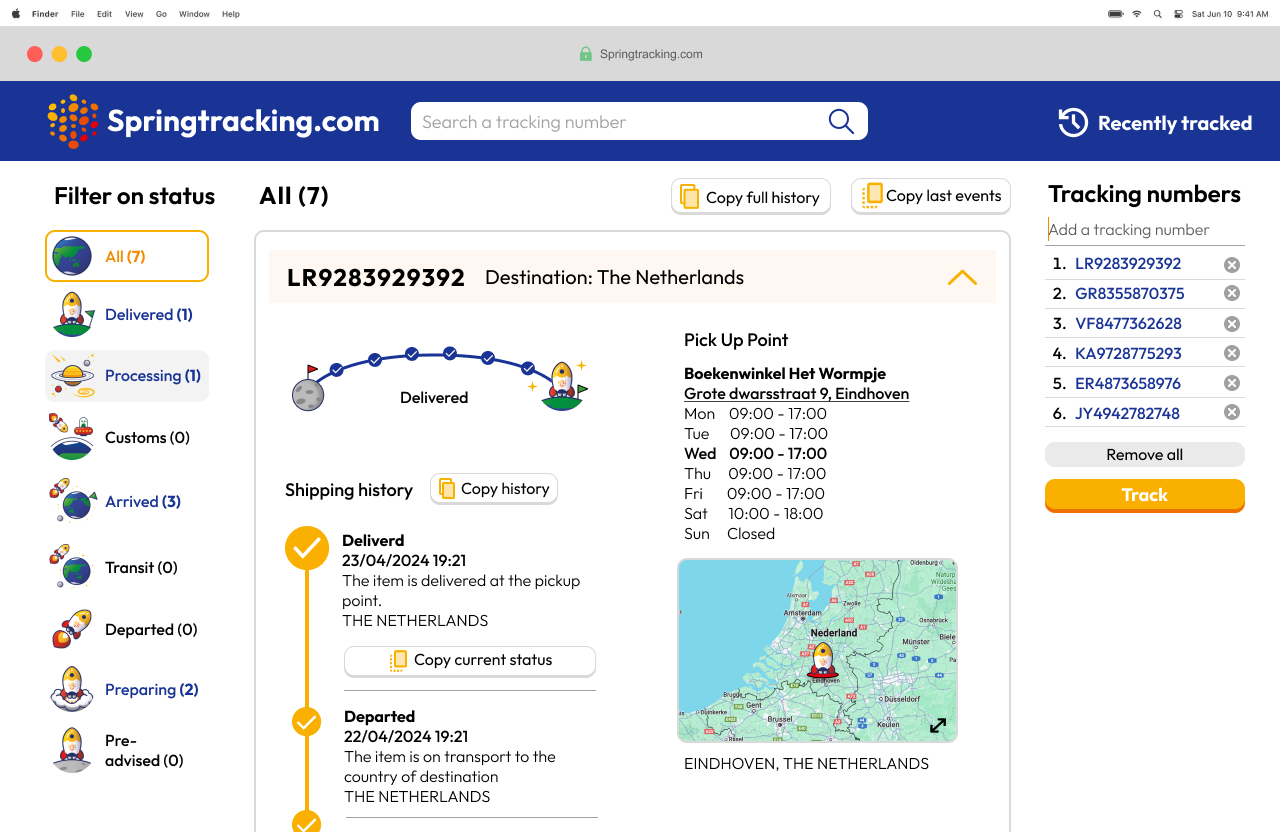 Finder File Edit View Go Window Help
Sat Jun 10 9:41 AM
Springtracking.com
Springtracking.com
Search a tracking number
Recently tracked
Filter on status
All (7)
Delivered (1)
Processing (1)
Customs (0)
Arrived (3)
Transit (0)
Departed (0)
Preparing (2)
Pre-
advised (0)
All (7)
Copy full history
Copy last events
LR9283929392 Destination: The Netherlands
Delivered
Shipping history
Copy history
Deliverd
23/04/2024 19:21
The item is delivered at the pickup
point.
THE NETHERLANDS
Copy current status
Departed
22/04/2024 19:21
The item is on transport to the
country of destination
THE NETHERLANDS
Pick Up Point
Boekenwinkel Het Wormpje
Grote dwarsstraat 9, Eindhoven
Mon 09:00 - 17:00
Tue 09:00 - 17:00
Wed 09:00 - 17:00
Thu 09:00 - 17:00
Fri 09:00 - 17:00
Sat 10:00 - 18:00
Sun Closed
Oldenburg
Alkmaar
Zwolle
Amsterdam
Osnabrück
Nederland
Münster
Eindhoven
Brugge
Gent
Düsseldorf
Duinkerke
Brussel
Keulen
Rijsel
EINDHOVEN, THE NETHERLANDS
Tracking numbers
Add a tracking number
1. LR9283929392
2. GR8355870375
3. VF8477362628
4. KA9728775293
5. ER4873658976
6. JY4942782748
Remove all
Track